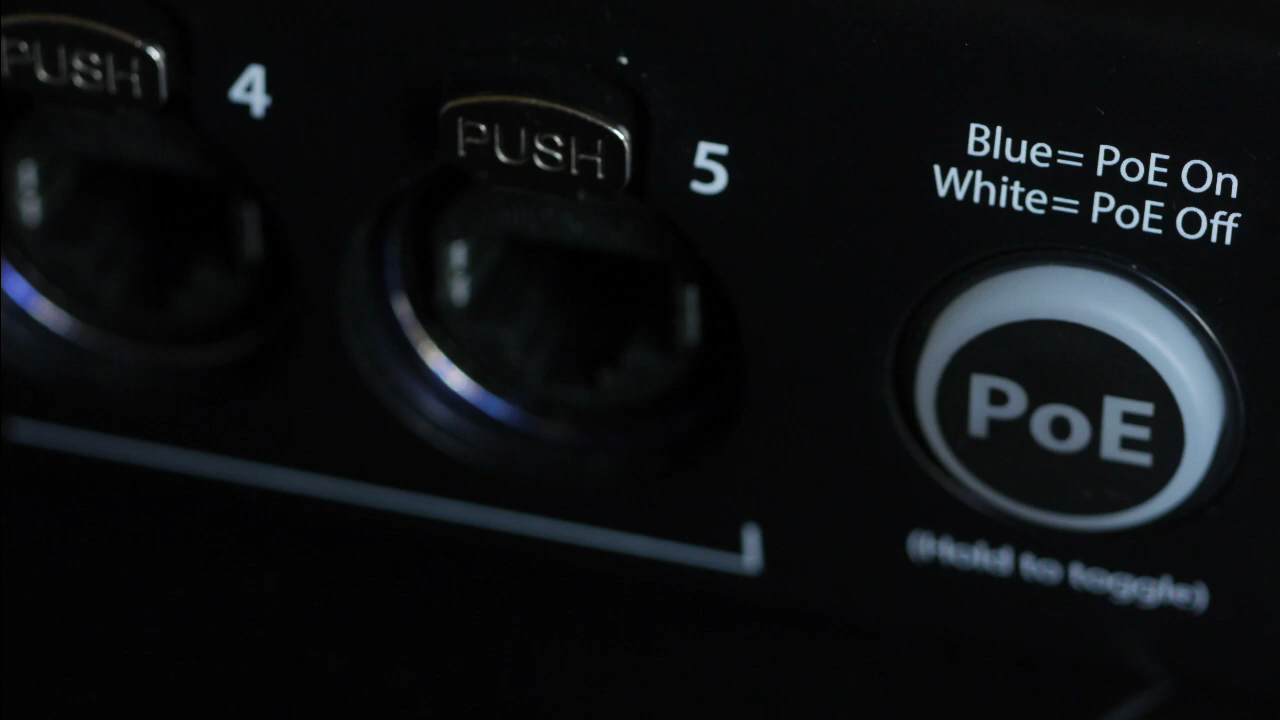 PUSH
4
PUSH
5
Blue= PoE On
White= PoE Off
PoE
(Hold to toggle)